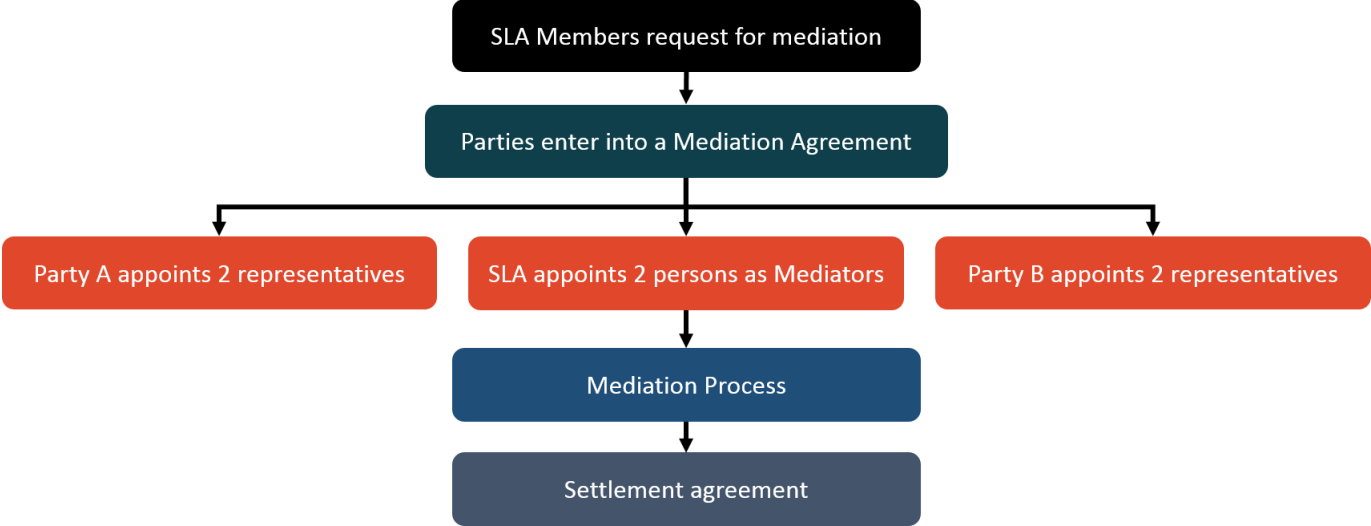 SLA Members request for mediation
Parties enter into a Mediation Agreement
Party A appoints 2 representatives
SLA appoints 2 persons as Mediators
Party B appoints 2 representatives
Mediation Process
Settlement agreement